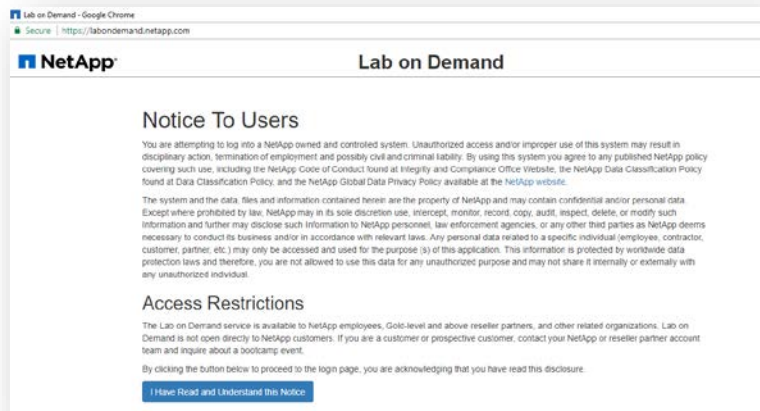 Lab on Demand - Google Chrome
Secure | https://labondemand.netapp.com
NetApp
Lab on Demand
Notice To Users
You are attempting to log into a NetApp owned and controlled system. Unauthorized access and/or improper use of this system may result in
disciplinary action, termination of employment and possibly civil and criminal liability. By using this system you agree to any published NetApp policy
covering such use, including the NetApp Code of Conduct found at Integrity and Compliance Office Website, the NetApp Data Classification Policy
found at Data Classification Policy, and the NetApp Global Data Privacy Policy available at the NetApp website.
The system and the data, files and information contained herein are the property of NetApp and may contain confidential and/or personal data.
Except where prohibited by law, NetApp may in its sole discretion use, intercept, monitor, record, copy, audit, inspect, delete, or modify such
information and further may disclose such information to NetApp personnel, law enforcement agencies, or any other third parties as NetApp deems
necessary to conduct its business and/or in accordance with relevant laws. Any personal data related to a specific individual (employee, contractor,
customer, partner, etc.) may only be accessed and used for the purpose (s) of this application. This information is protected by worldwide data
protection laws and therefore, you are not allowed to use this data for any unauthorized purpose and may not share it internally or externally with
any unauthorized individual.
Access Restrictions
The Lab on Demand service is available to NetApp employees, Gold-level and above reseller partners, and other related organizations. Lab on
Demand is not open directly to NetApp customers. If you are a customer or prospective customer, contact your NetApp or reseller partner account
team and inquire about a bootcamp event.
By clicking the button below to proceed to the login page, you are acknowledging that you have read this disclosure.
I Have Read and Understand this Notice